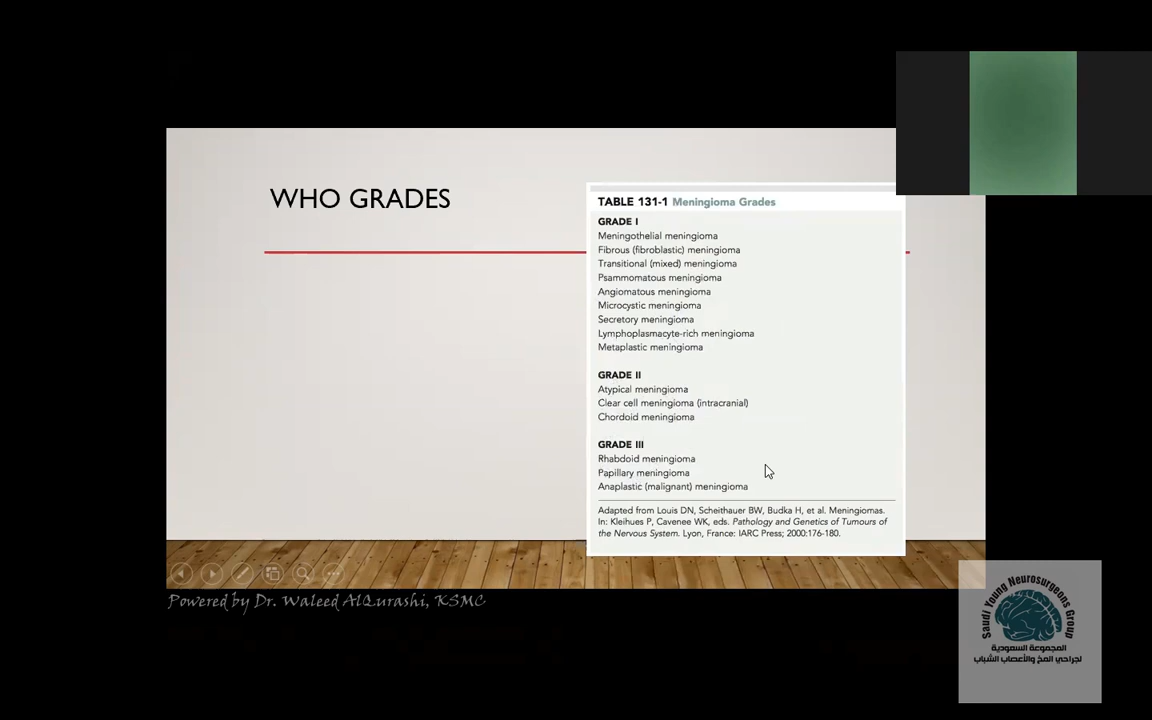 WHO GRADES
TABLE 131-1 Meningioma Grades
GRADE I
Meningothelial meningioma
Fibrous (fibroblastic) meningioma
Transitional (mixed) meningioma
Psammomatous meningioma
Angiomatous meningioma
Microcystic meningioma
Secretory meningioma
Lymphoplasmacyte-rich meningioma
Metaplastic meningioma
GRADE II
Atypical meningioma
Clear cell meningioma (intracranial)
Chordoid meningioma
GRADE III
Rhabdoid meningioma
Papillary meningioma
Anaplastic (malignant) meningioma
Adapted from Louis DN, Scheithauer BW, Budka H, et al. Meningiomas.
In: Kleihues P, Cavenee WK, eds. Pathology and Genetics of Tumours of
the Nervous System. Lyon, France: IARC Press; 2000:176-180.
Powered by Dr. Waleed AlQurashi, KSMC
Saudi Young Neurosurgeons Group
المجموعة السعودية
لجراحي المخ والأعصاب الشباب